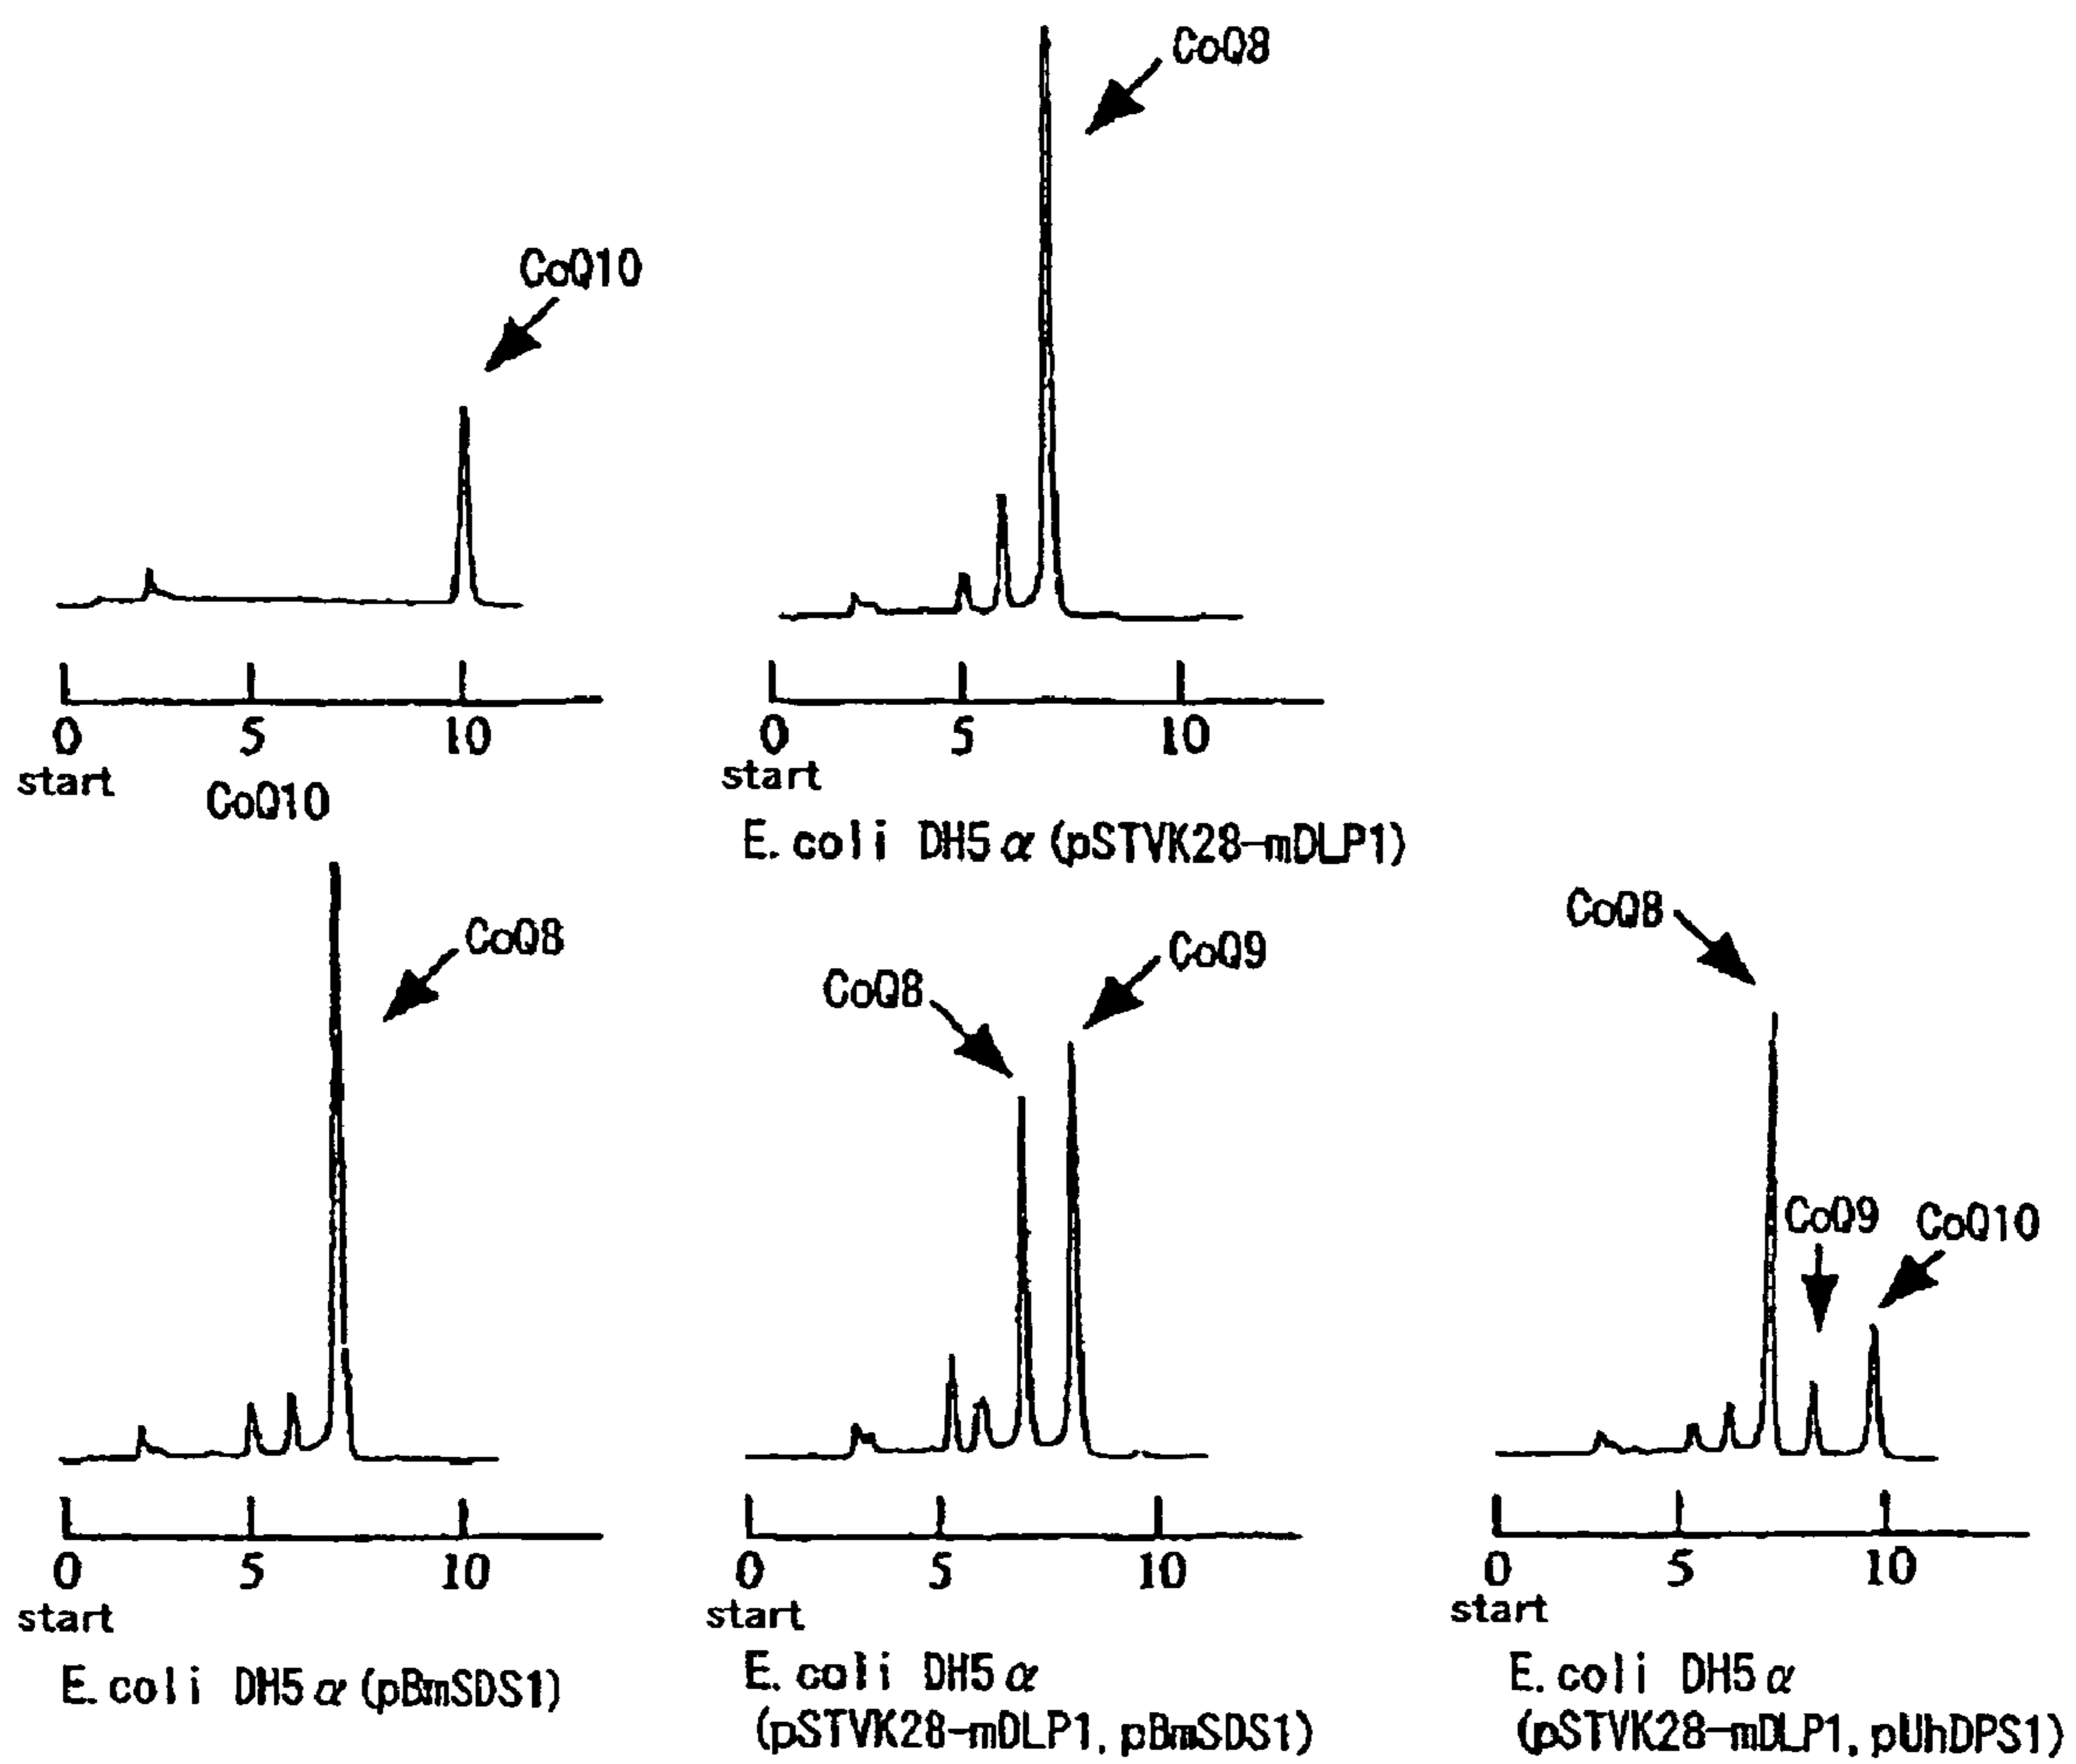 CoQ10
0 5 10
start
CoQ10
CoQ8
0 5 10
start
E.coli DH5α(pSTVK28-mDLP1)
CoQ8
0 5 10
start
E.coli DH5α(pBmSDS1)
CoQ8
CoQ9
0 5 10
start
E.coli DH5α
(pSTVK28-mDLP1, pBmSDS1)
CoQ8
CoQ9
CoQ10
0 5 10
start
E.coli DH5α
(pSTVK28-mDLP1, pUhDPS1)